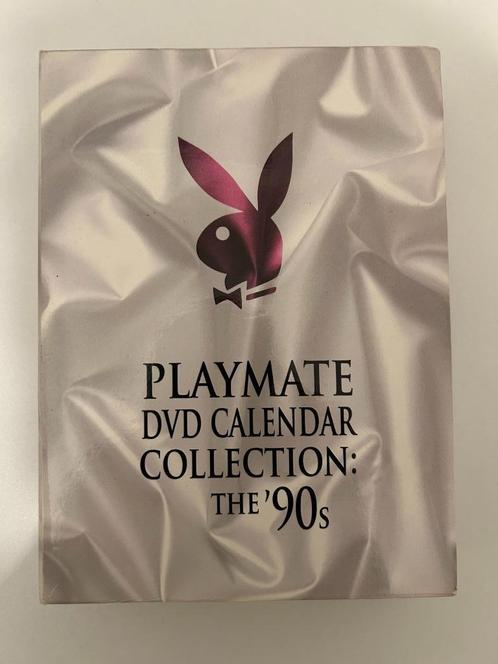 PLAYMATE
DVD CALENDAR
COLLECTION:
THE '90s